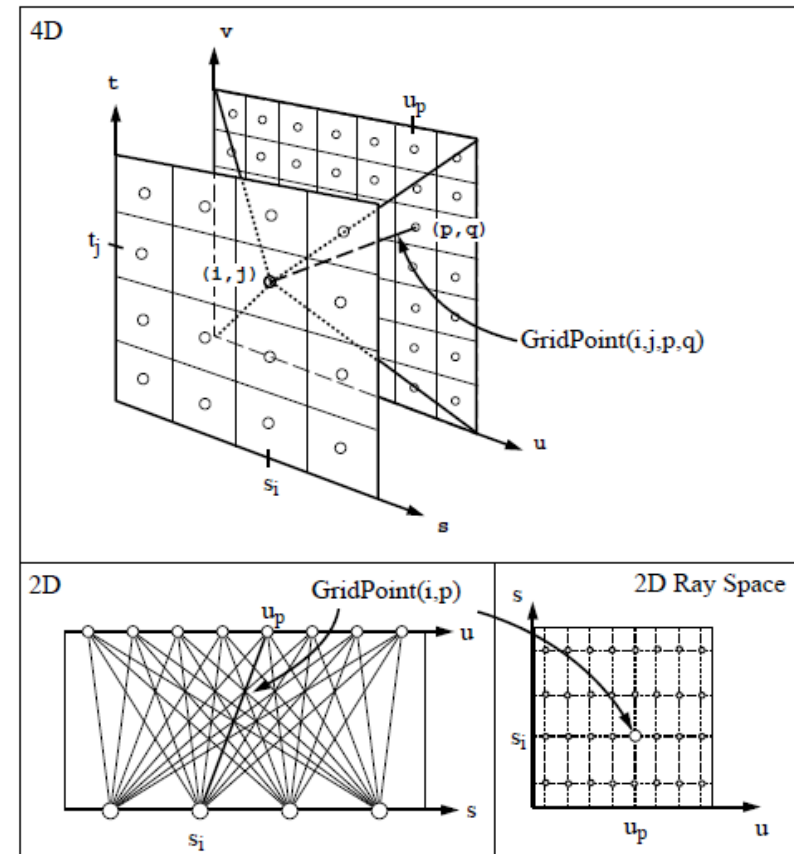 4D
v
t
u_p
t_j
(i,j)
(p,q)
GridPoint(i,j,p,q)
u
s_i
s
2D
GridPoint(i,p)
u_p
u
s_i
s
2D Ray Space
s
s_i
u_p
u